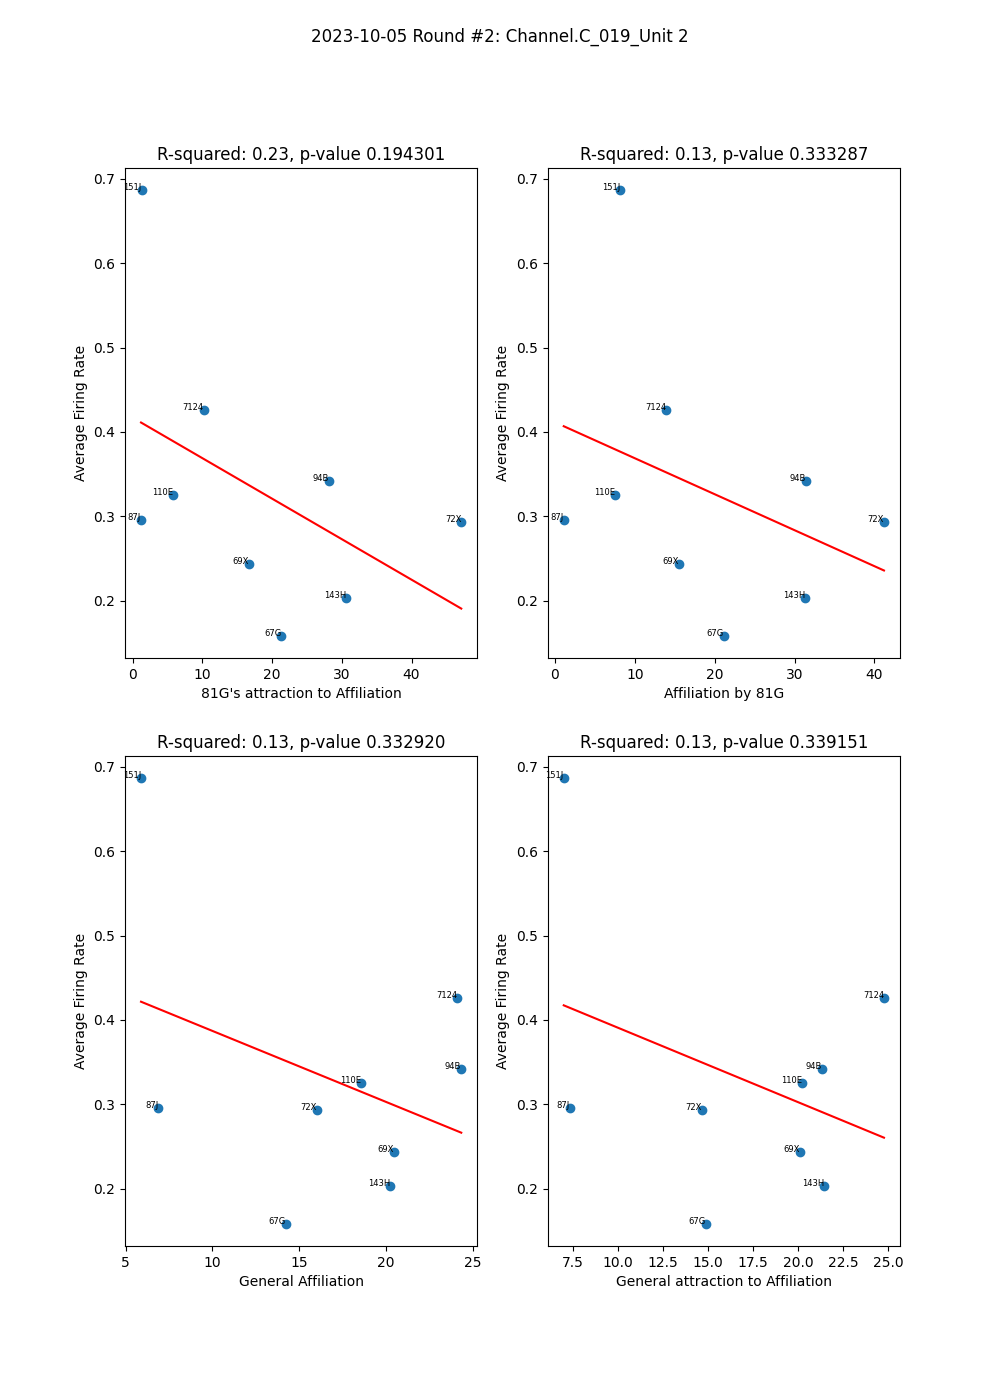 2023-10-05 Round #2: Channel.C_019_Unit 2
R-squared: 0.23, p-value 0.194301
0.7
0.6
0.5
0.4
0.3
0.2
Average Firing Rate
151J
7124
94B
110E
87J
72X
69X
143H
67G
0
10
20
30
40
81G's attraction to Affiliation
R-squared: 0.13, p-value 0.333287
0.7
0.6
0.5
0.4
0.3
0.2
Average Firing Rate
151J
7124
94B
110E
87J
72X
69X
143H
67G
0
10
20
30
40
Affiliation by 81G
R-squared: 0.13, p-value 0.332920
0.7
0.6
0.5
0.4
0.3
0.2
Average Firing Rate
151J
7124
94B
110E
87J
72X
69X
143H
67G
5
10
15
20
25
General Affiliation
R-squared: 0.13, p-value 0.339151
0.7
0.6
0.5
0.4
0.3
0.2
Average Firing Rate
151J
7124
94B
110E
87J
72X
69X
143H
67G
7.5
10.0
12.5
15.0
17.5
20.0
22.5
25.0
General attraction to Affiliation